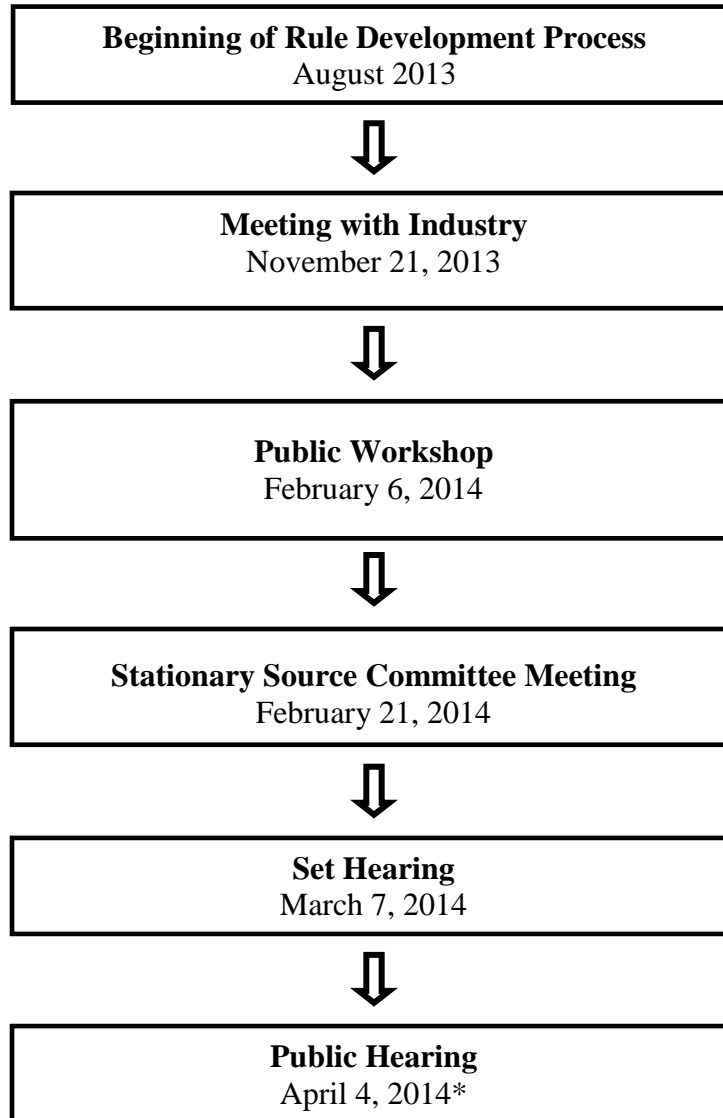 Beginning of Rule Development Process
August 2013
Meeting with Industry
November 21, 2013
Public Workshop
February 6, 2014
Stationary Source Committee Meeting
February 21, 2014
Set Hearing
March 7, 2014
Public Hearing
April 4, 2014*